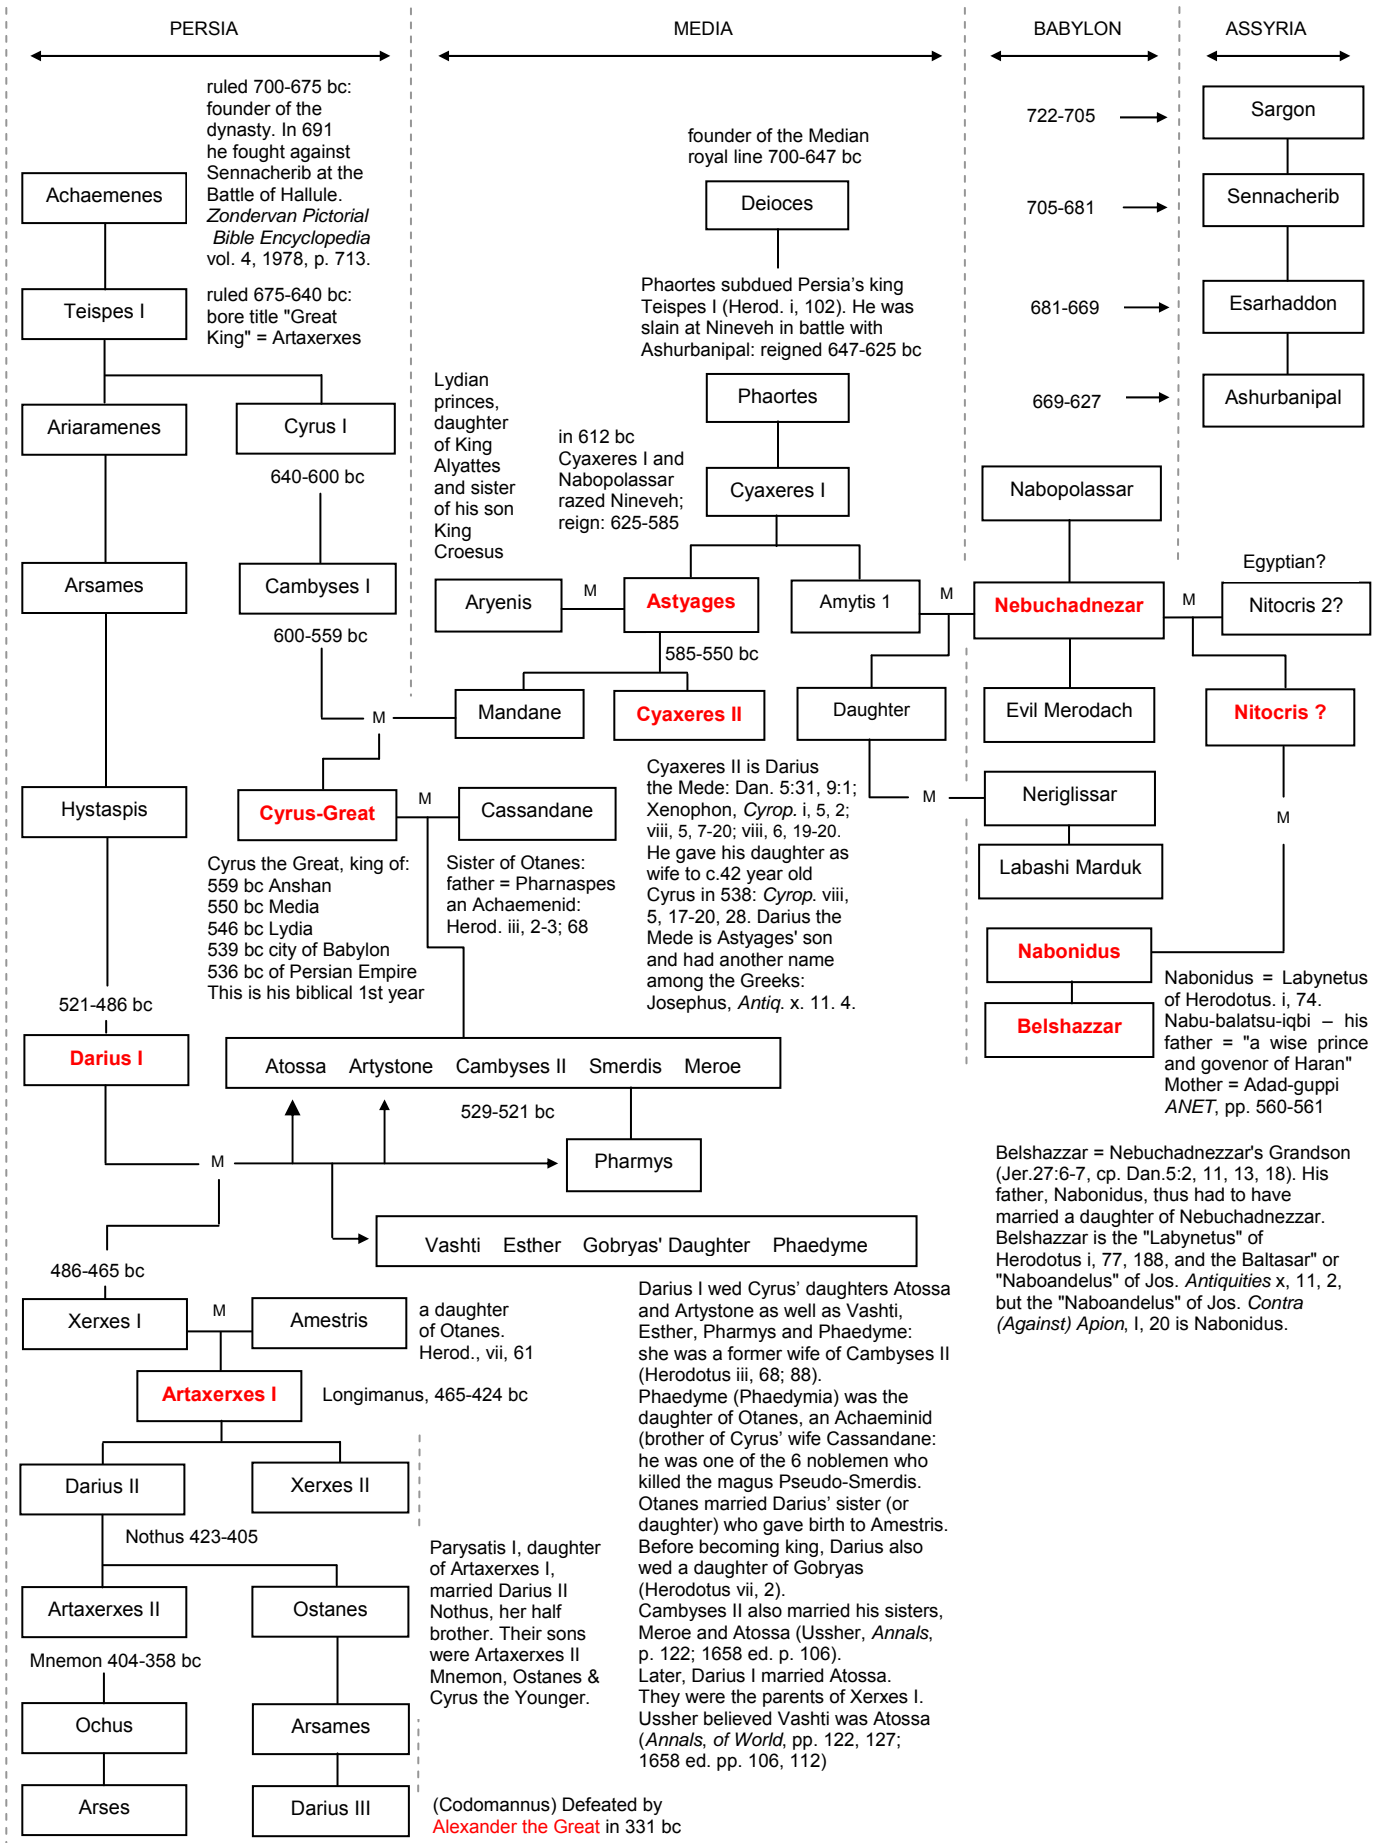 PERSIA
MEDIA
BABYLON
ASSYRIA
ruled 700-675 bc:
founder of the
dynasty. In 691
he fought against
Sennacherib at the
Battle of Hallule.
Zondervan Pictorial
Bible Encyclopedia
vol. 4, 1978, p. 713.
Achaemenes
Teispes I
ruled 675-640 bc:
bore title "Great
King" = Artaxerxes
Ariaramenes
Cyrus I
640-600 bc
Arsames
Cambyses I
600-559 bc
founder of the Median
royal line 700-647 bc
Deioces
Phaortes subdued Persia’s king
Teispes I (Herod. i, 102). He was
slain at Nineveh in battle with
Ashurbanipal: reigned 647-625 bc
Phaortes
Lydian
princes,
daughter
of King
Alyattes
and sister
of his son
King
Croesus
in 612 bc
Cyaxeres I and
Nabopolassar
razed Nineveh;
reign: 625-585
Cyaxeres I
722-705
Sargon
705-681
Sennacherib
681-669
Esarhaddon
669-627
Ashurbanipal
Nabopolassar
Egyptian?
Aryenis
M
Astyages
Amytis 1
M
Nebuchadnezar
M
Nitocris 2?
585-550 bc
M
Mandane
Cyaxeres II
Daughter
Evil Merodach
Nitocris ?
Hystaspis
Cyrus-Great
M
Cassandane
M
Neriglissar
M
Labashi Marduk
Cyaxeres II is Darius
the Mede: Dan. 5:31, 9:1;
Xenophon, Cyrop. i, 5, 2;
viii, 5, 7-20; viii, 6, 19-20.
He gave his daughter as
wife to c.42 year old
Cyrus in 538: Cyrop. viii,
5, 17-20, 28. Darius the
Mede is Astyages' son
and had another name
among the Greeks:
Josephus, Antiq. x. 11. 4.
Cyrus the Great, king of:
559 bc Anshan
550 bc Media
546 bc Lydia
539 bc city of Babylon
536 bc of Persian Empire
This is his biblical 1st year
Sister of Otanes:
father = Pharnaspes
an Achaemenid:
Herod. iii, 2-3; 68
Nabonidus
Belshazzar
Nabonidus = Labynetus
of Herodotus. i, 74.
Nabu-balatsu-iqbi – his
father = "a wise prince
and govenor of Haran"
Mother = Adad-guppi
ANET, pp. 560-561
521-486 bc
Darius I
Atossa Artystone Cambyses II Smerdis Meroe
529-521 bc
M
Pharmys
Vashti Esther Gobryas' Daughter Phaedyme
Belshazzar = Nebuchadnezzar's Grandson
(Jer.27:6-7, cp. Dan.5:2, 11, 13, 18). His
father, Nabonidus, thus had to have
married a daughter of Nebuchadnezzar.
Belshazzar is the "Labynetus" of
Herodotus i, 77, 188, and the Baltasar" or
"Naboandelus" of Jos. Antiquities x, 11, 2,
but the "Naboandelus" of Jos. Contra
(Against) Apion, I, 20 is Nabonidus.
486-465 bc
Xerxes I
M
Amestris
a daughter
of Otanes.
Herod., vii, 61
Artaxerxes I
Longimanus, 465-424 bc
Darius II
Xerxes II
Nothus 423-405
Artaxerxes II
Ostanes
Mnemon 404-358 bc
Ochus
Arsames
Arses
Darius III
Parysatis I, daughter
of Artaxerxes I,
married Darius II
Nothus, her half
brother. Their sons
were Artaxerxes II
Mnemon, Ostanes &
Cyrus the Younger.
(Codomannus) Defeated by
Alexander the Great in 331 bc
Darius I wed Cyrus’ daughters Atossa
and Artystone as well as Vashti,
Esther, Pharmys and Phaedyme:
she was a former wife of Cambyses II
(Herodotus iii, 68; 88).
Phaedyme (Phaedymia) was the
daughter of Otanes, an Achaeminid
(brother of Cyrus’ wife Cassandane:
he was one of the 6 noblemen who
killed the magus Pseudo-Smerdis.
Otanes married Darius’ sister (or
daughter) who gave birth to Amestris.
Before becoming king, Darius also
wed a daughter of Gobryas
(Herodotus vii, 2).
Cambyses II also married his sisters,
Meroe and Atossa (Ussher, Annals,
p. 122; 1658 ed. p. 106).
Later, Darius I married Atossa.
They were the parents of Xerxes I.
Ussher believed Vashti was Atossa
(Annals, of World, pp. 122, 127;
1658 ed. pp. 106, 112)